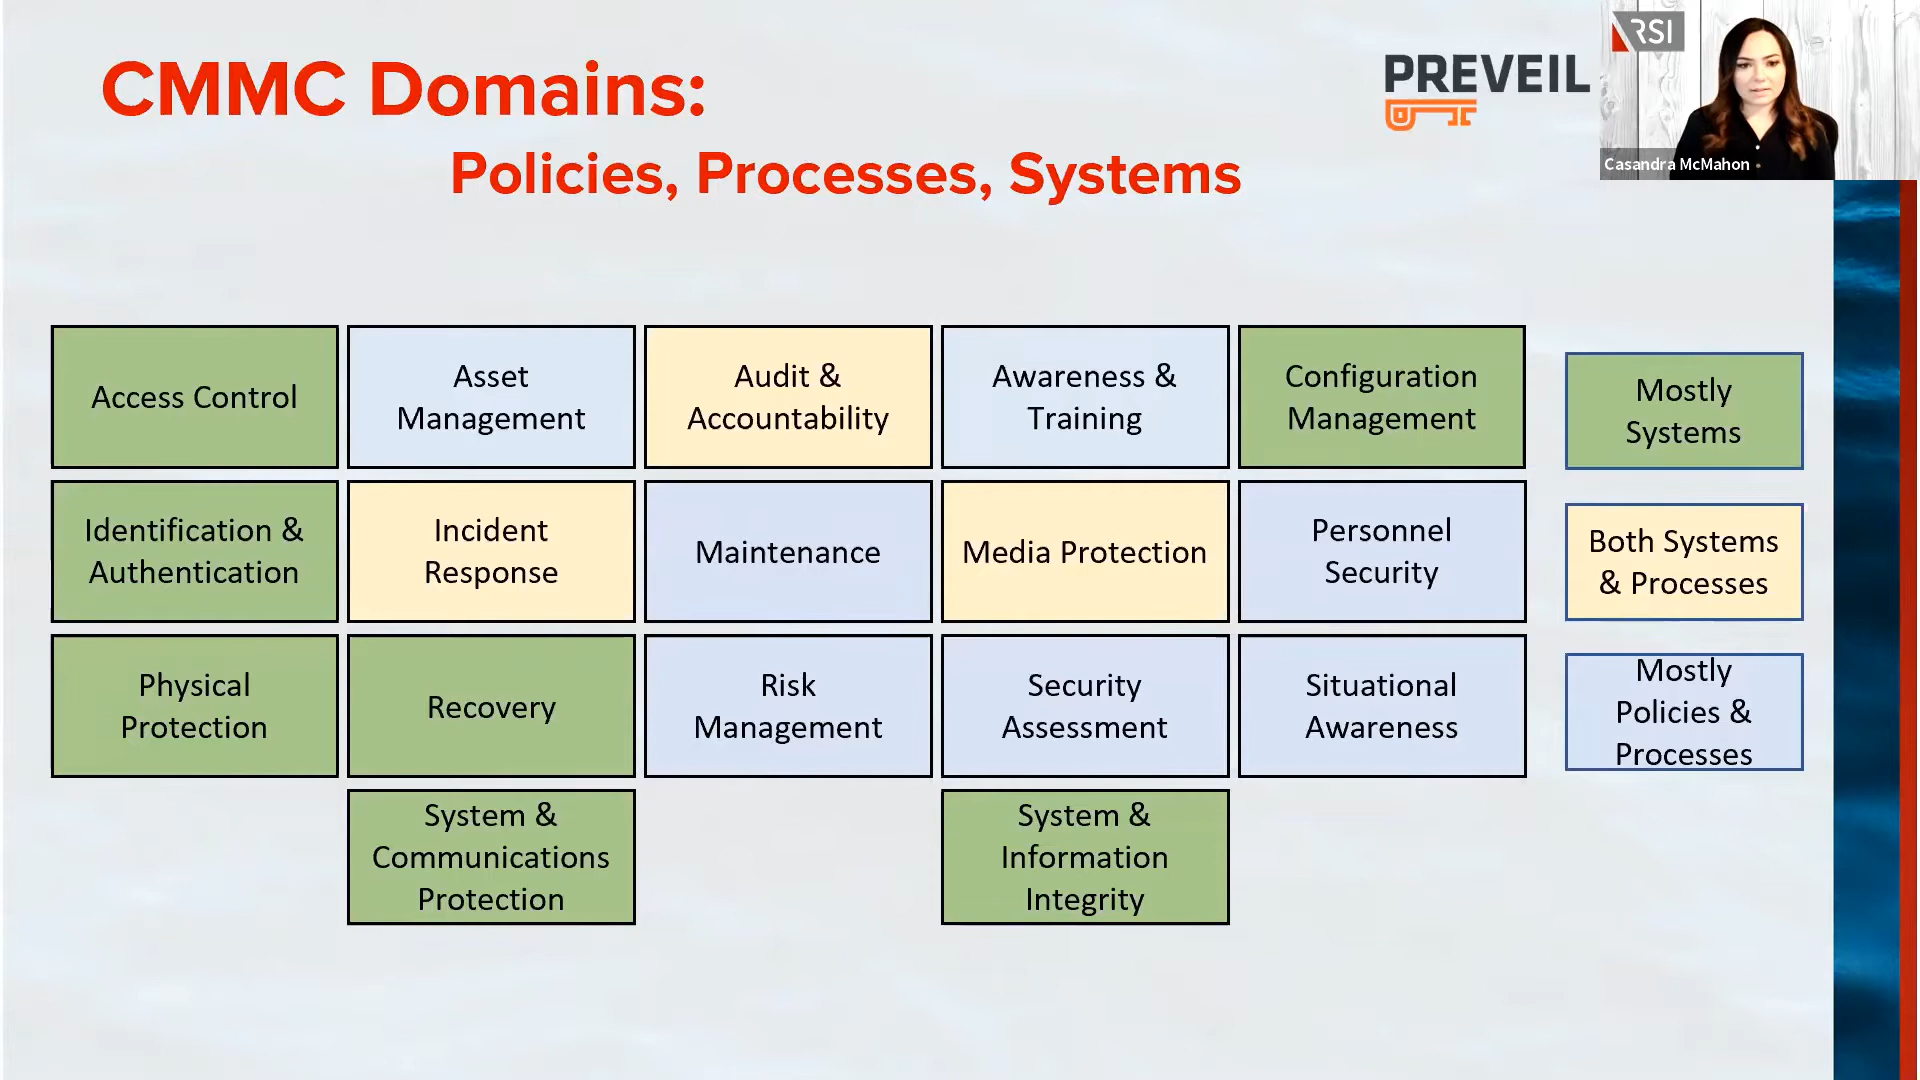 CMMC Domains:
Policies, Processes, Systems
PREVEIL
RSI
Casandra McMahon
Access Control
Asset
Management
Audit &
Accountability
Awareness &
Training
Configuration
Management
Mostly
Systems
Identification &
Authentication
Incident
Response
Maintenance
Media Protection
Personnel
Security
Both Systems
& Processes
Physical
Protection
Recovery
Risk
Management
Security
Assessment
Situational
Awareness
Mostly
Policies &
Processes
System &
Communications
Protection
System &
Information
Integrity